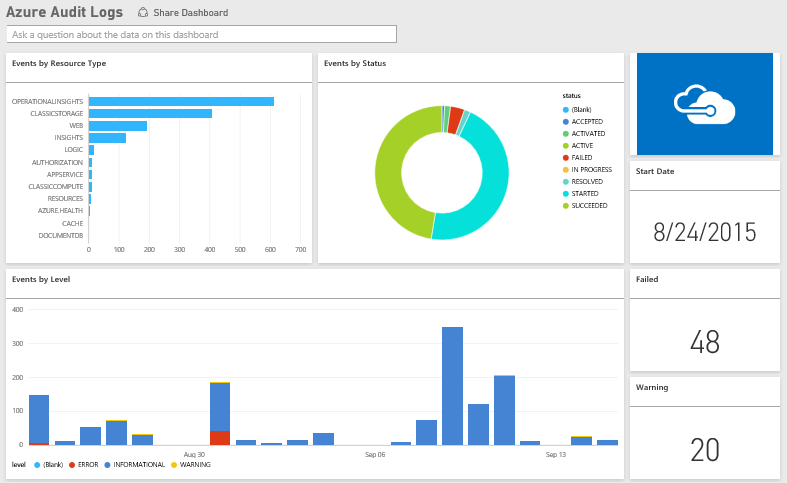 Azure Audit Logs
Share Dashboard
Ask a question about the data on this dashboard
Events by Resource Type
OPERATIONALINSIGHTS
CLASSICSTORAGE
WEB
INSIGHTS
LOGIC
AUTHORIZATION
APPSERVICE
CLASSICCOMPUTE
RESOURCES
AZURE.HEALTH
CACHE
DOCUMENTDB
0 100 200 300 400 500 600 700
Events by Status
status
(Blank)
ACCEPTED
ACTIVATED
ACTIVE
FAILED
IN PROGRESS
RESOLVED
STARTED
SUCCEEDED
Start Date
8/24/2015
Events by Level
400
300
200
100
0
Aug 30 Sep 06 Sep 13
level (Blank) ERROR INFORMATIONAL WARNING
Failed
48
Warning
20